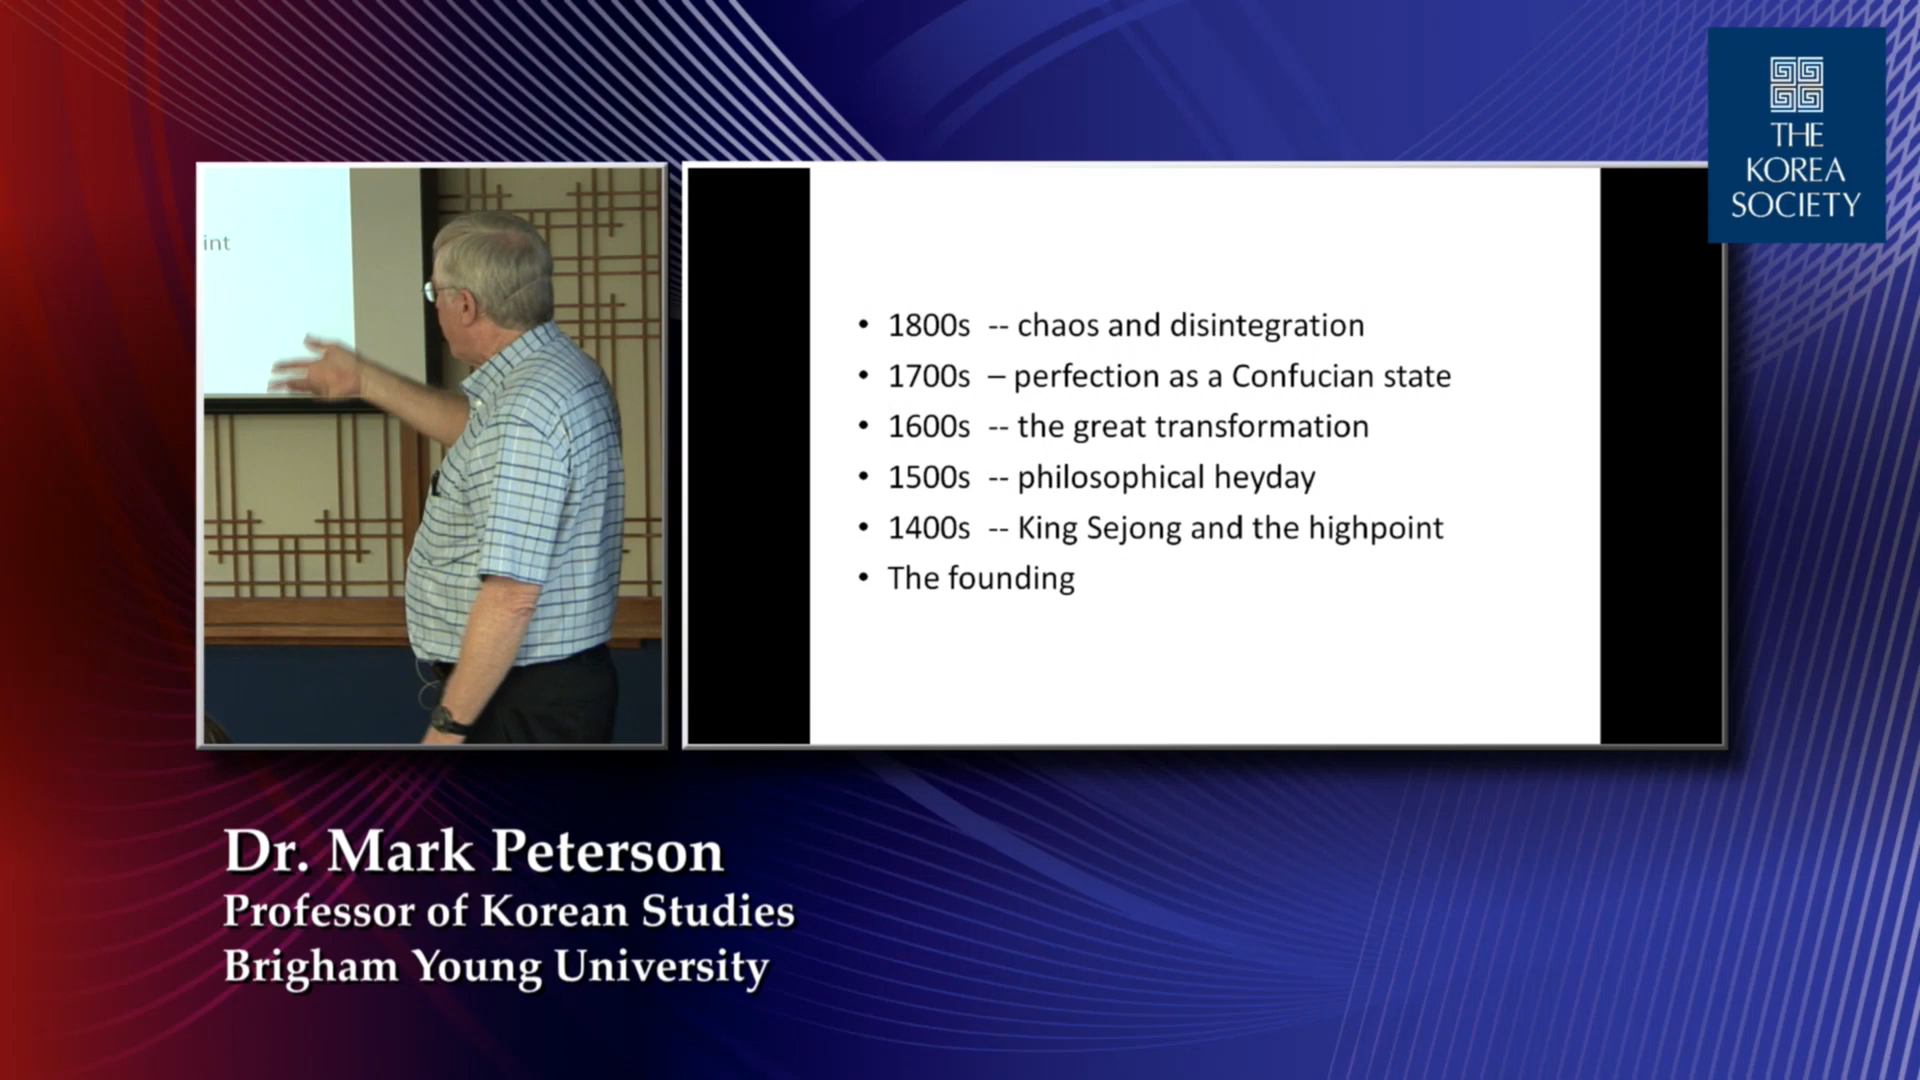 THE
KOREA
SOCIETY
int
• 1800s -- chaos and disintegration
• 1700s – perfection as a Confucian state
• 1600s -- the great transformation
• 1500s -- philosophical heyday
• 1400s -- King Sejong and the highpoint
• The founding
Dr. Mark Peterson
Professor of Korean Studies
Brigham Young University